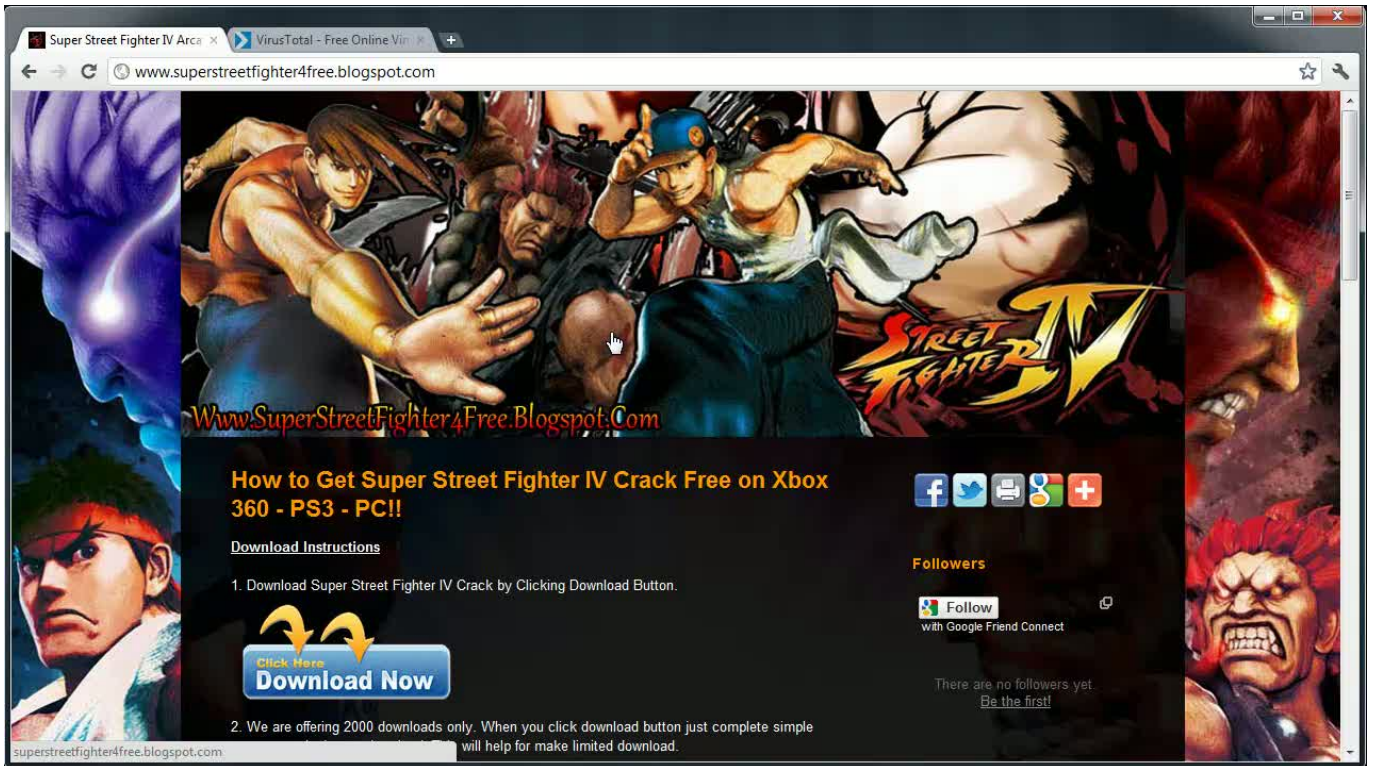 Super Street Fighter IV Arca
VirusTotal - Free Online Vir
www.superstreetfighter4free.blogspot.com
STREET
FIGHTER IV
Www.SuperStreetFighter4Free.Blogspot.Com
How to Get Super Street Fighter IV Crack Free on Xbox
360 - PS3 - PC!!
Download Instructions
1. Download Super Street Fighter IV Crack by Clicking Download Button.
Click Here
Download Now
2. We are offering 2000 downloads only. When you click download button just complete simple
will help for make limited download.
Followers
Follow
with Google Friend Connect
There are no followers yet.
Be the first!
superstreetfighter4free.blogspot.com